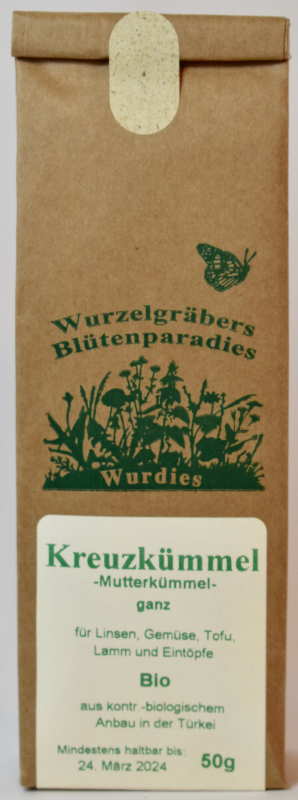 Wurzelgräbers
Blütenparadies
Wurdies
Kreuzkümmel
-Mutterkümmel-
ganz
für Linsen, Gemüse, Tofu,
Lamm und Eintöpfe
Bio
aus kontr -biologischem
Anbau in der Türkei
Mindestens haltbar bis:
24. März 2024
50g